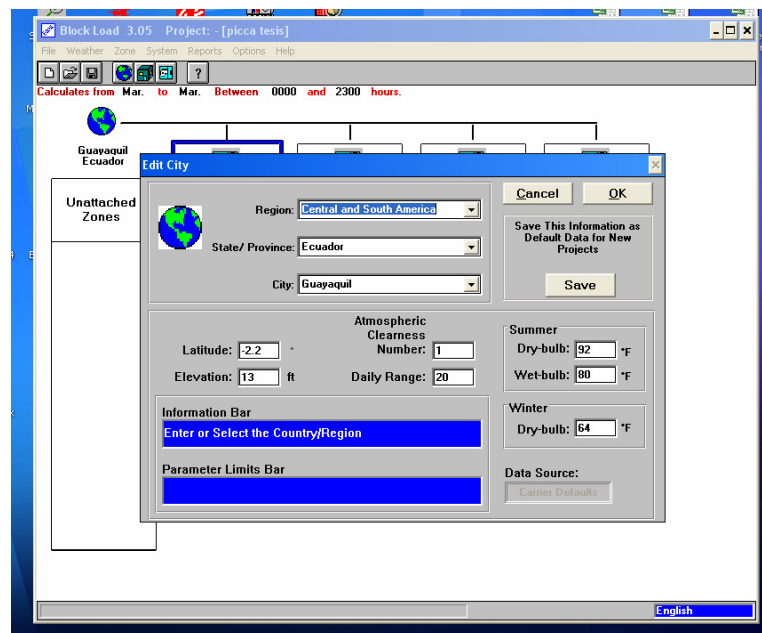 Block Load 3.05 Project: - [picca tesis]
File Weather Zone System Reports Options Help
?
Calculates from Mar. to Mar. Between 0000 and 2300 hours.
Guayaquil
Ecuador
Unattached
Zones
Edit City
Region: Central and South America
State/ Province: Ecuador
City: Guayaquil
Cancel OK
Save This Information as
Default Data for New
Projects
Save
Atmospheric
Clearness
Latitude: -2.2 ° Number: 1
Elevation: 13 ft Daily Range: 20
Summer
Dry-bulb: 92 °F
Wet-bulb: 80 °F
Winter
Dry-bulb: 64 °F
Information Bar
Enter or Select the Country/Region
Parameter Limits Bar
Data Source:
Carrier Defaults
English